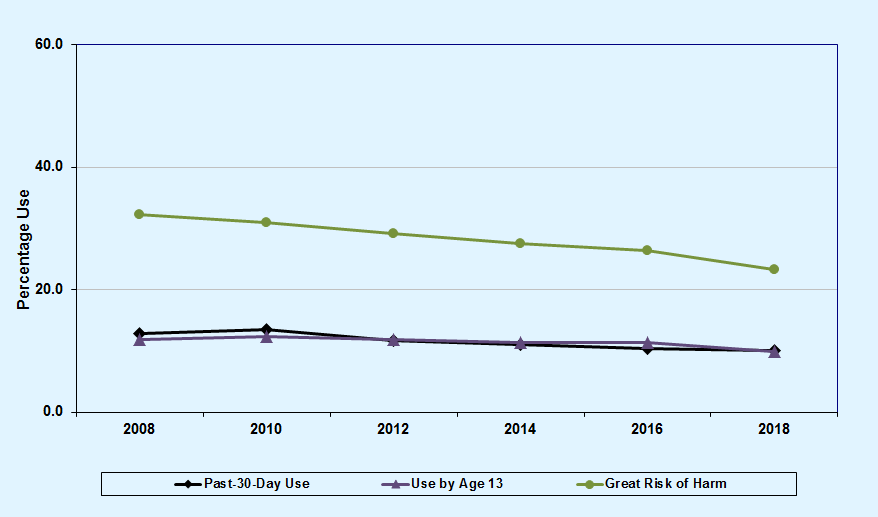 60.0
40.0
20.0
0.0
Percentage Use
2008 2010 2012 2014 2016 2018
Past-30-Day Use Use by Age 13 Great Risk of Harm